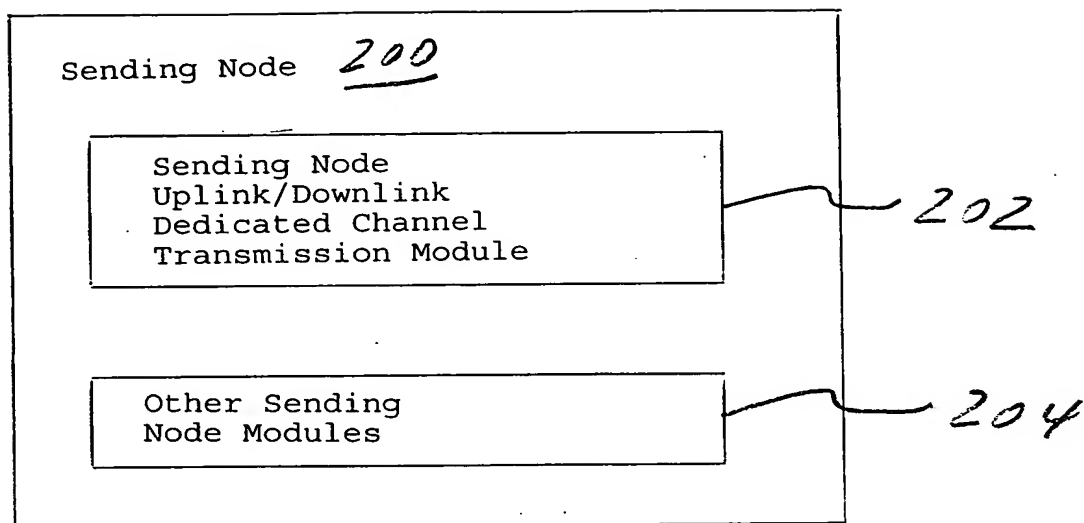 Sending Node 200
Sending Node
Uplink/Downlink
Dedicated Channel
Transmission Module
202
Other Sending
Node Modules
204